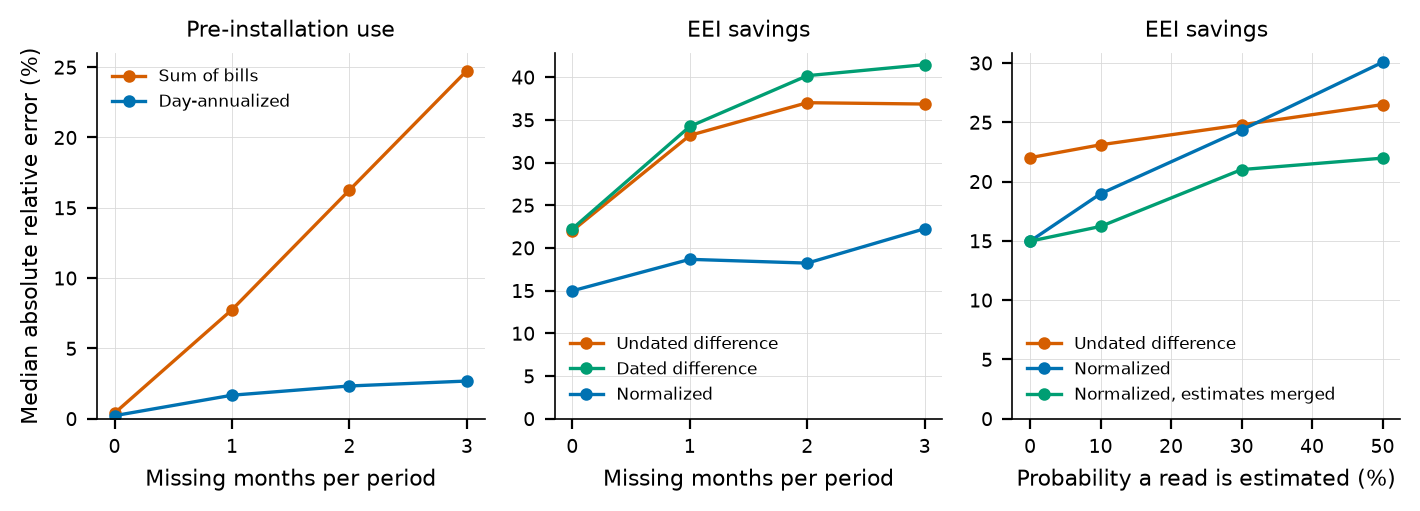 Pre-installation use
Median absolute relative error (%)
25
20
15
10
5
0
Sum of bills
Day-annualized
0 1 2 3
Missing months per period
EEI savings
40
35
30
25
20
15
10
5
0
Undated difference
Dated difference
Normalized
0 1 2 3
Missing months per period
EEI savings
30
25
20
15
10
5
0
Undated difference
Normalized
Normalized, estimates merged
0 10 20 30 40 50
Probability a read is estimated (%)